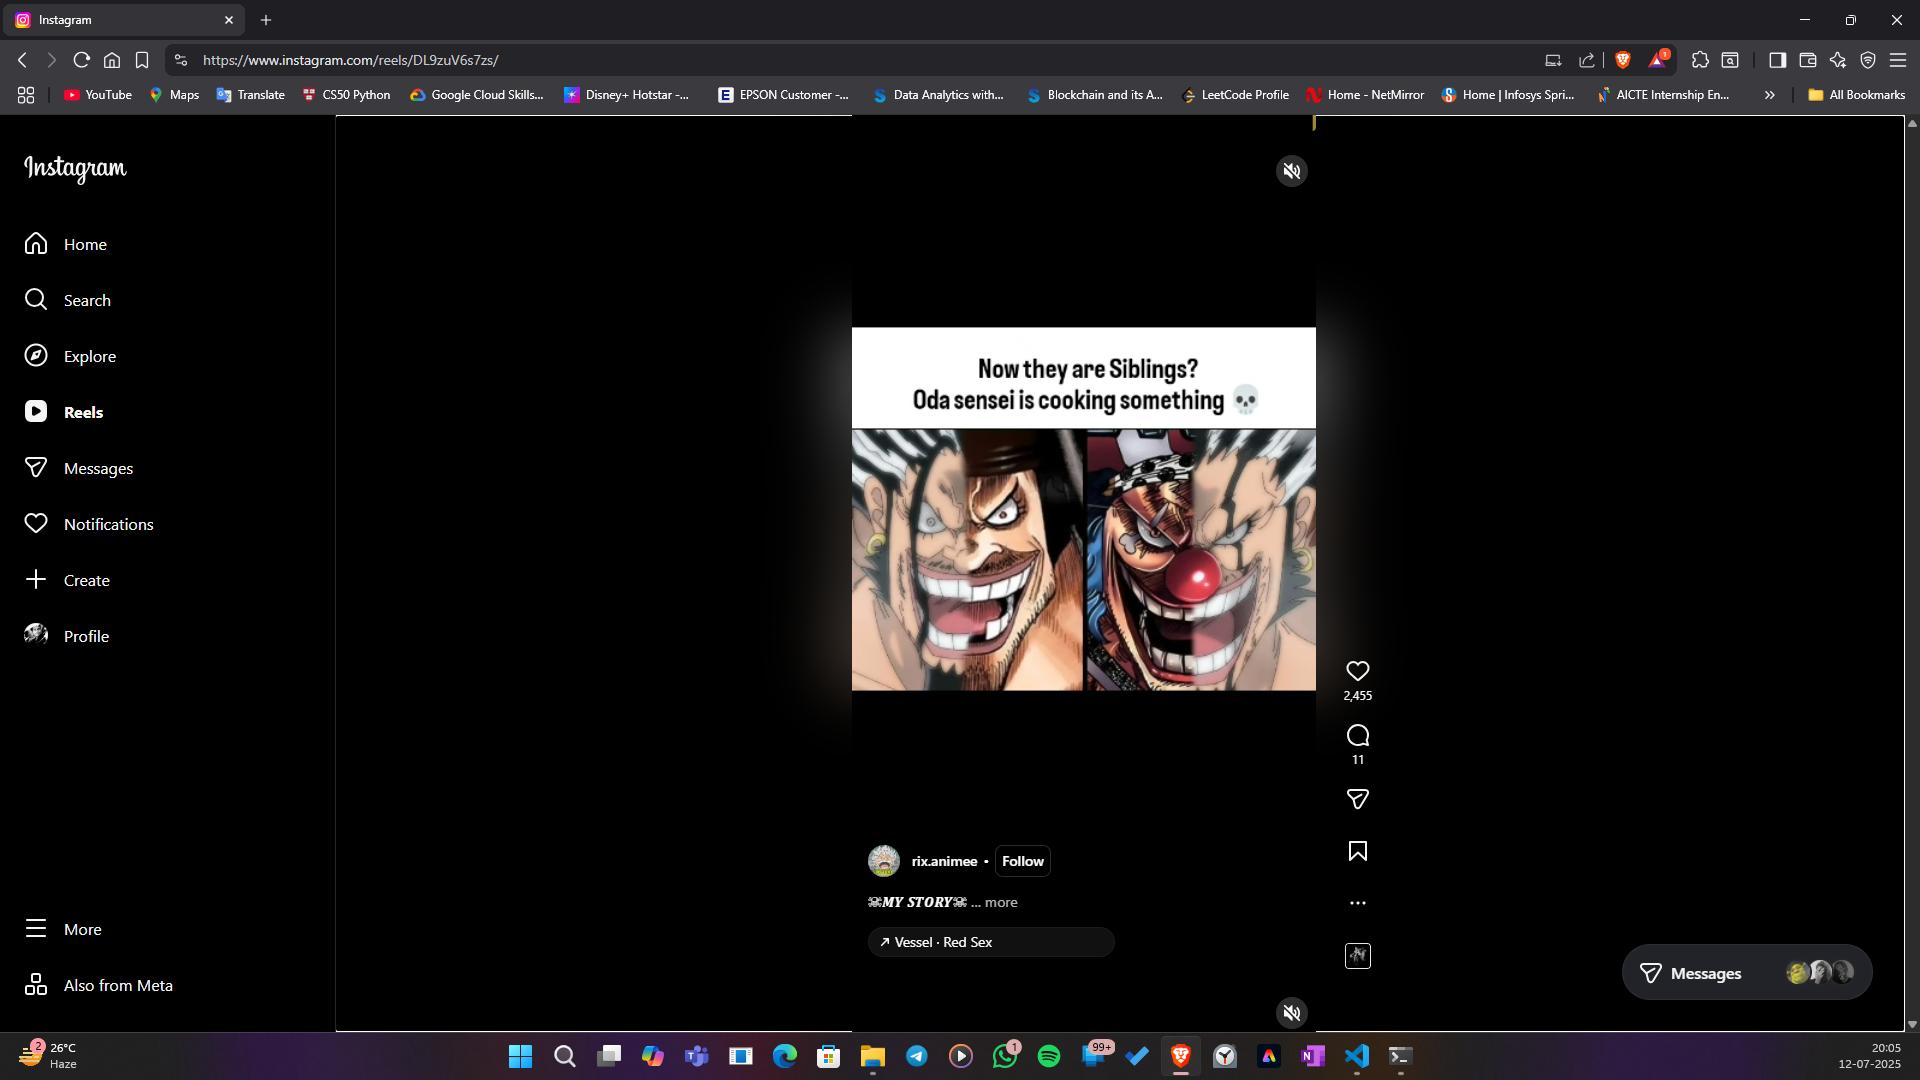 Instagram
https://www.instagram.com/reels/DL9zuV6s7zs/
1
YouTube
Maps
Translate
CS50 Python
Google Cloud Skills...
Disney+ Hotstar -...
EPSON Customer -...
Data Analytics with...
Blockchain and its A...
LeetCode Profile
Home - NetMirror
Home | Infosys Spri...
AICTE Internship En...
All Bookmarks
Instagram
Home
Search
Explore
Reels
Messages
Notifications
Create
Profile
More
Also from Meta
Now they are Siblings?
Oda sensei is cooking something 💀
2,455
11
rix.animee • Follow
☠️MY STORY☠️ ... more
Vessel · Red Sex
Messages
2
26°C
Haze
1
99+
20:05
12-07-2025